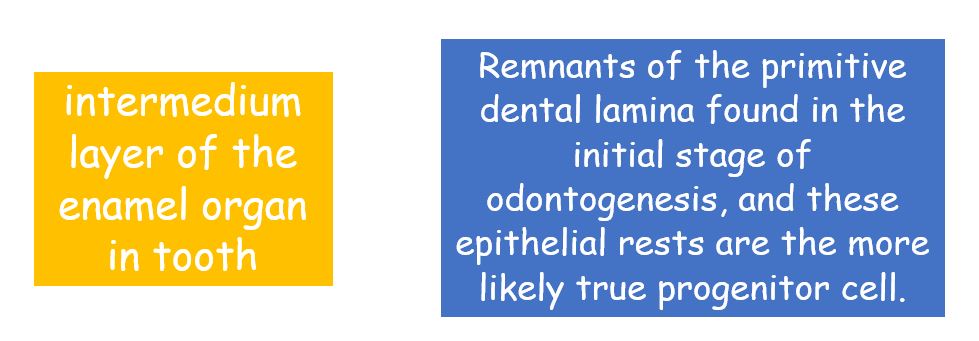 intermedium
layer of the
enamel organ
in tooth
Remnants of the primitive
dental lamina found in the
initial stage of
odontogenesis, and these
epithelial rests are the more
likely true progenitor cell.